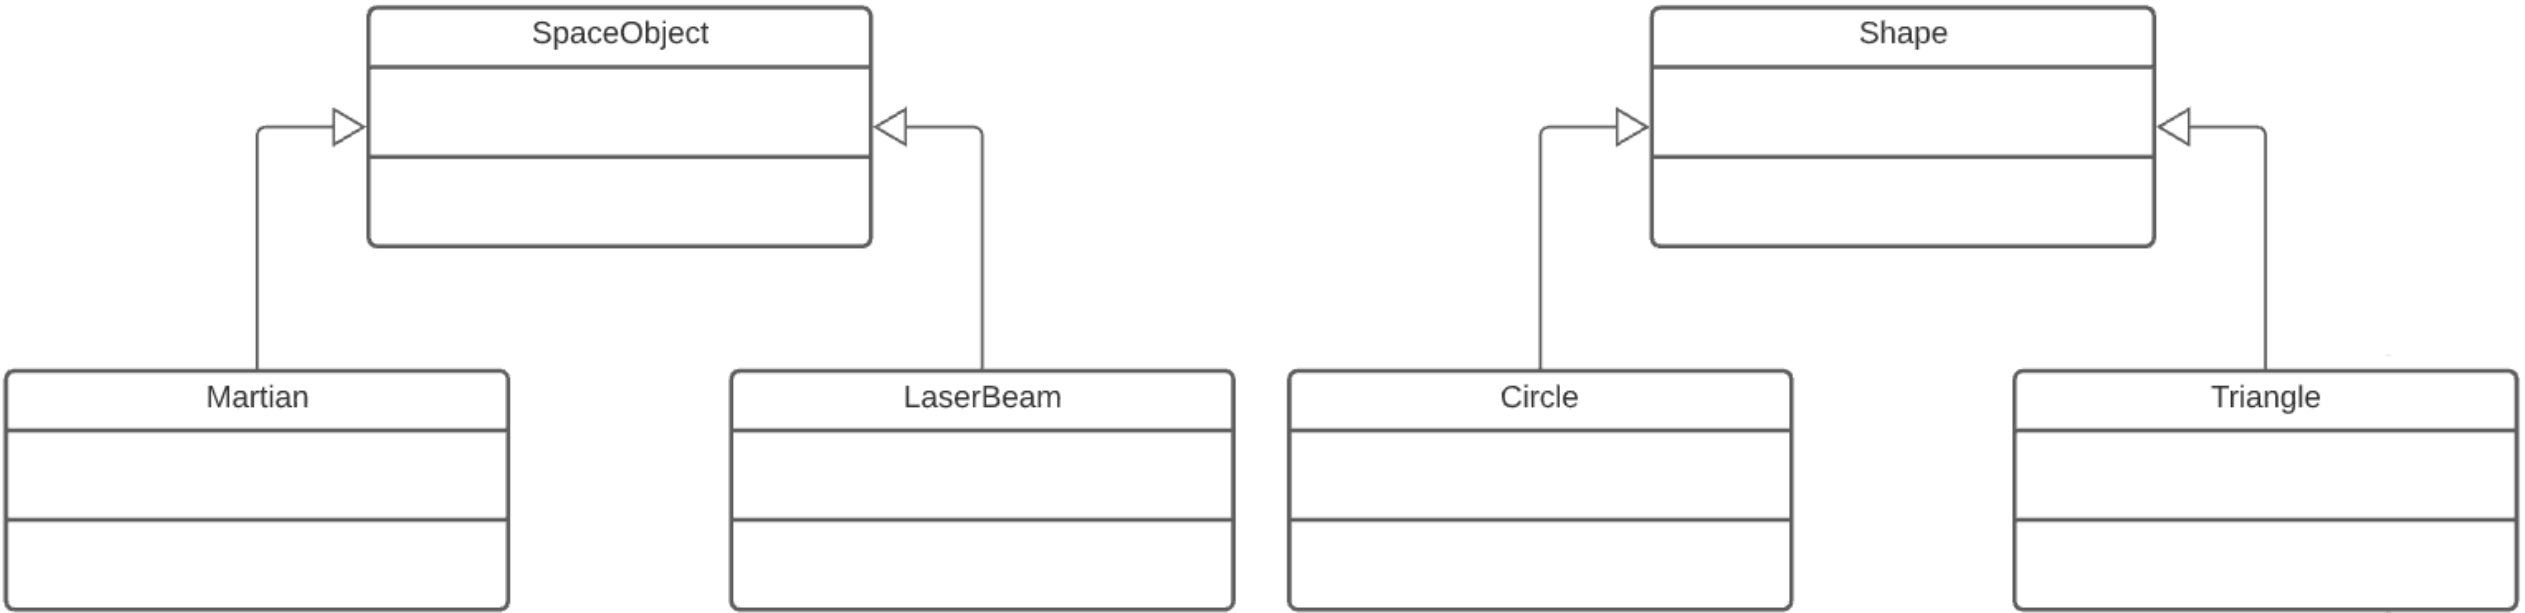 SpaceObject
Shape
Martian
LaserBeam
Circle
Triangle